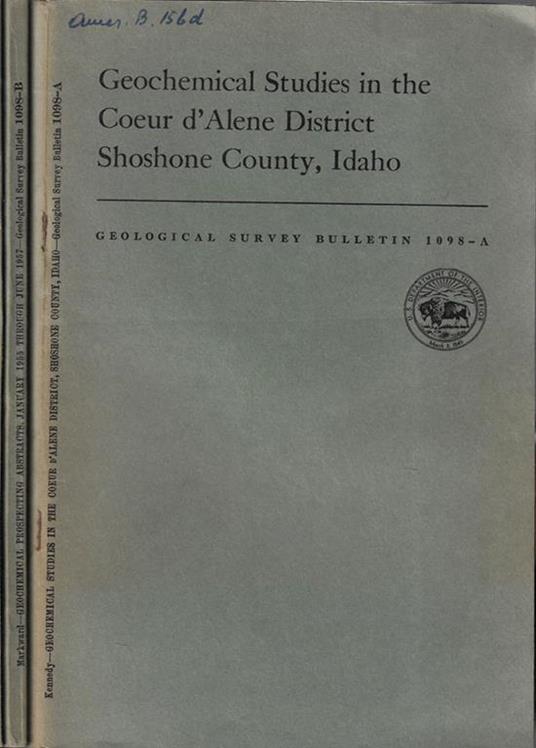 Amer. B. 156d
Geochemical Studies in the
Coeur d'Alene District
Shoshone County, Idaho
GEOLOGICAL SURVEY BULLETIN 1098-A
U. S. DEPARTMENT OF THE INTERIOR
March 3, 1849
Markward—GEOCHEMICAL PROSPECTING ABSTRACTS, JANUARY 1955 THROUGH JUNE 1957—Geological Survey Bulletin 1098-B
Kennedy—GEOCHEMICAL STUDIES IN THE COEUR D'ALENE DISTRICT, SHOSHONE COUNTY, IDAHO—Geological Survey Bulletin 1098-A